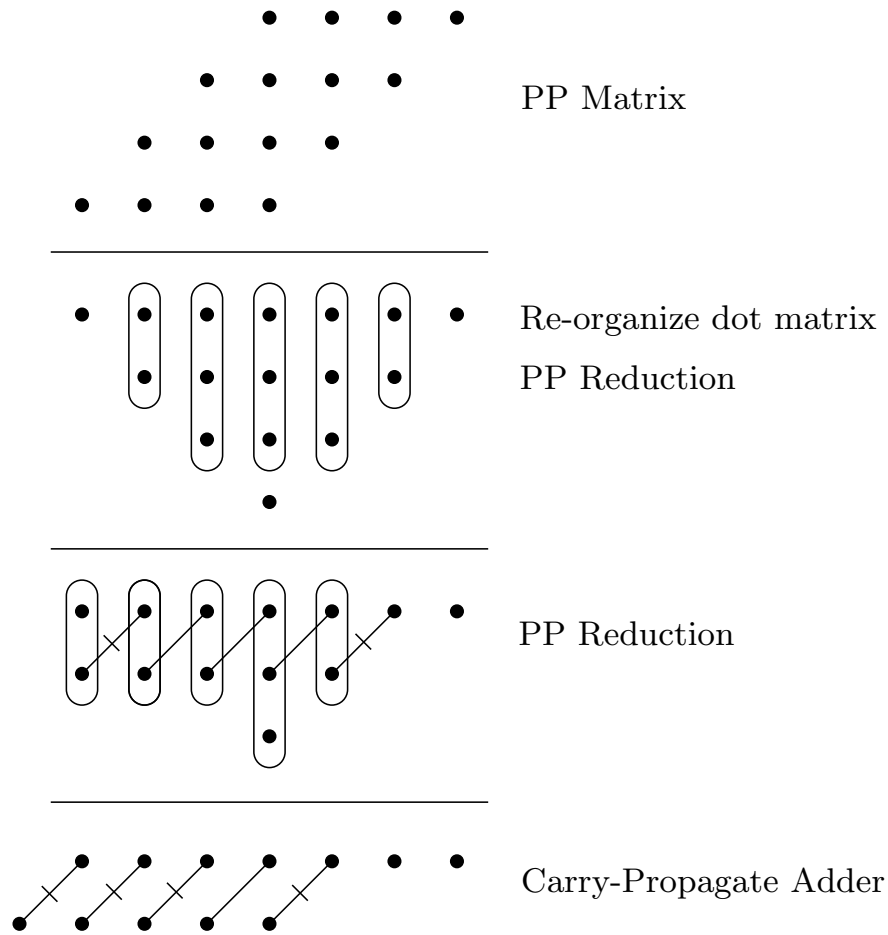 PP Matrix
Re-organize dot matrix
PP Reduction
PP Reduction
Carry-Propagate Adder